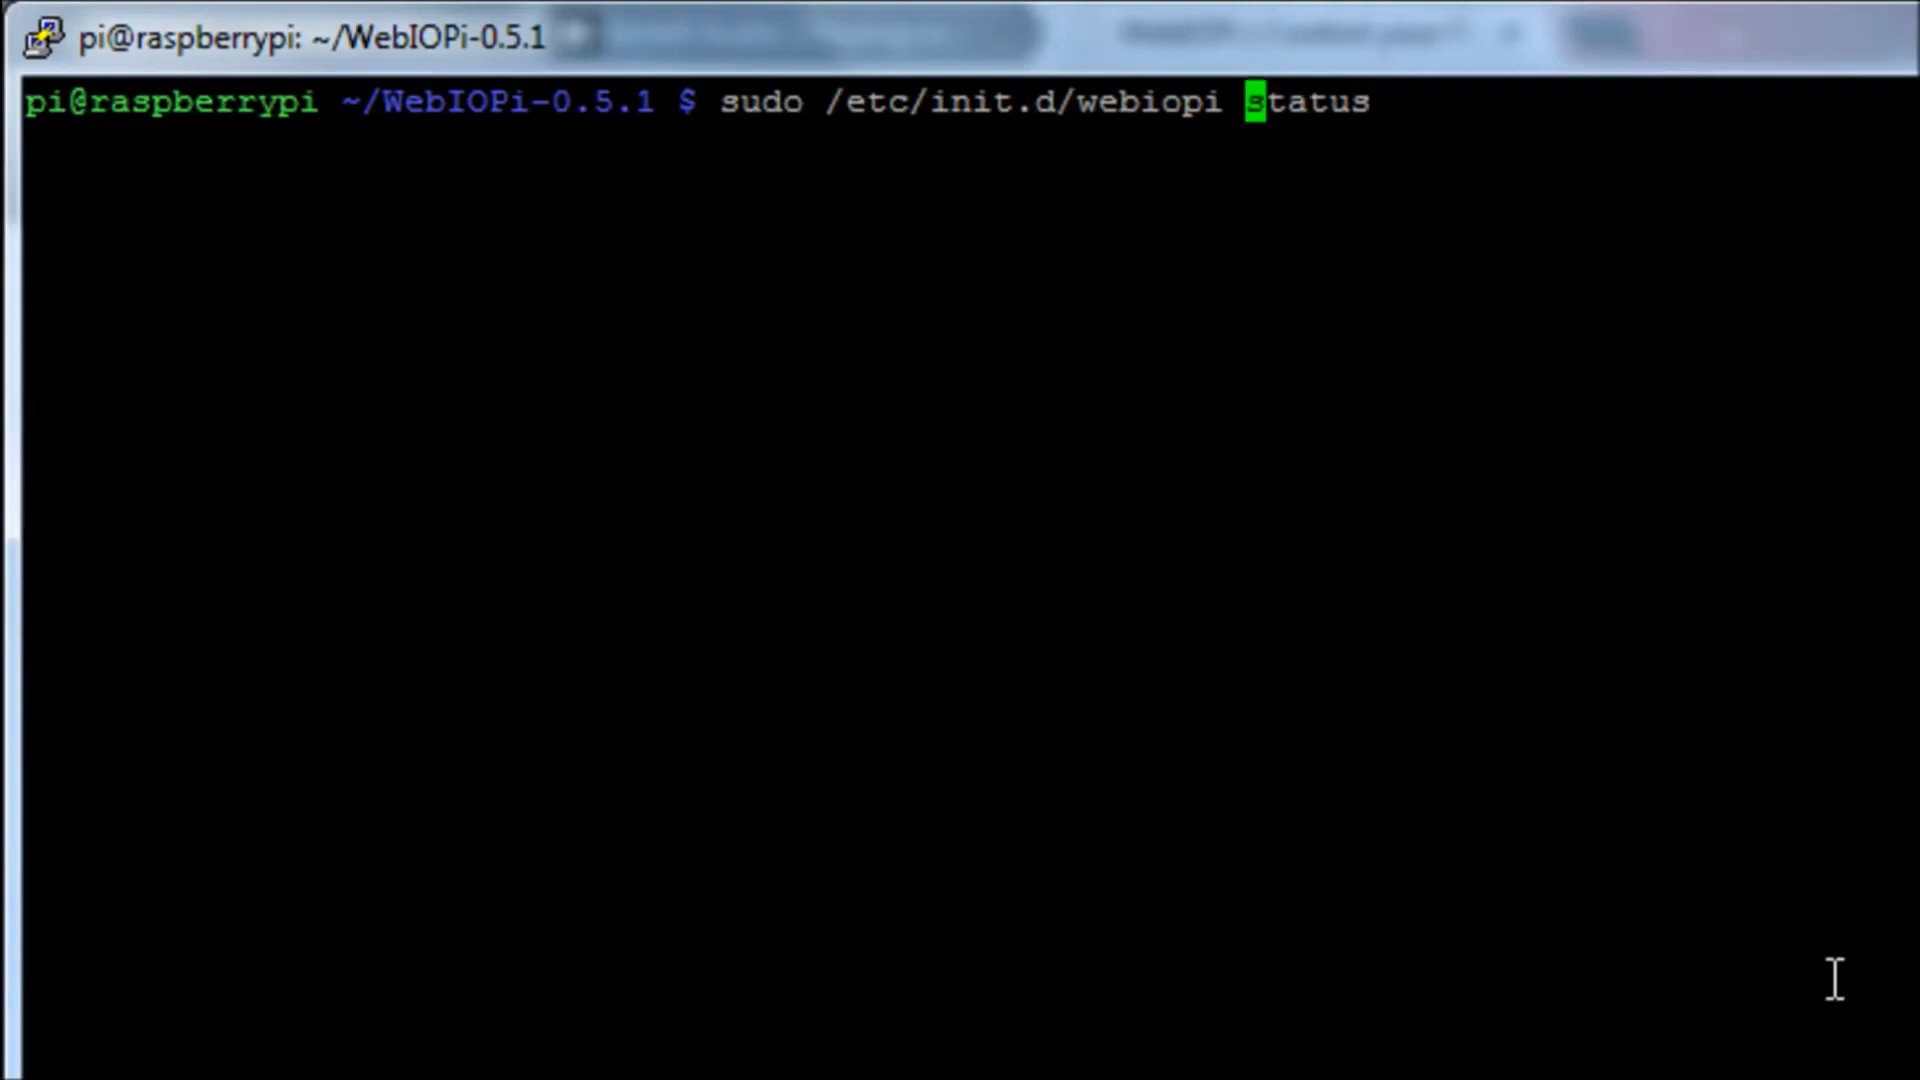 pi@raspberrypi: ~/WebIOPi-0.5.1
pi@raspberrypi ~/WebIOPi-0.5.1 $ sudo /etc/init.d/webiopi status